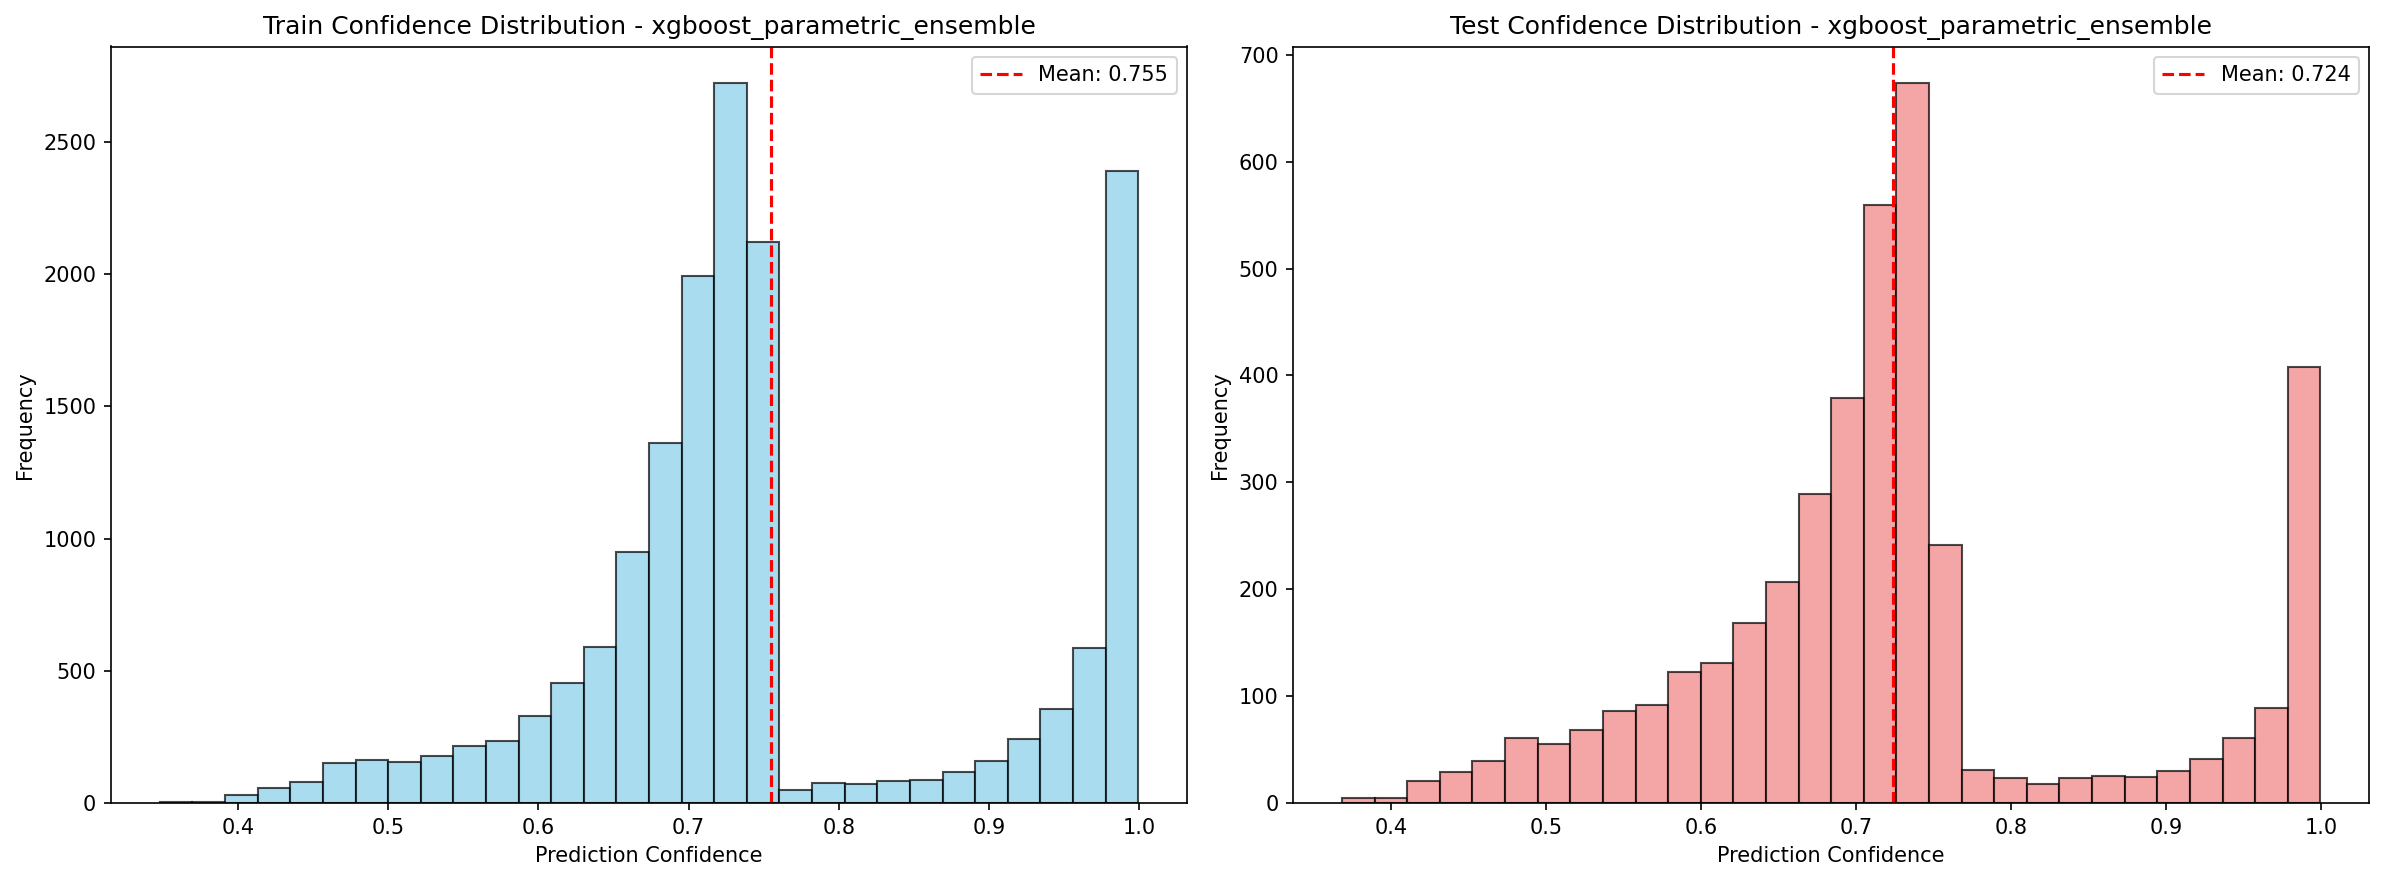 Train Confidence Distribution - xgboost_parametric_ensemble
Mean: 0.755
Frequency
2500
2000
1500
1000
500
0
0.4 0.5 0.6 0.7 0.8 0.9 1.0
Prediction Confidence
Test Confidence Distribution - xgboost_parametric_ensemble
Mean: 0.724
Frequency
700
600
500
400
300
200
100
0
0.4 0.5 0.6 0.7 0.8 0.9 1.0
Prediction Confidence